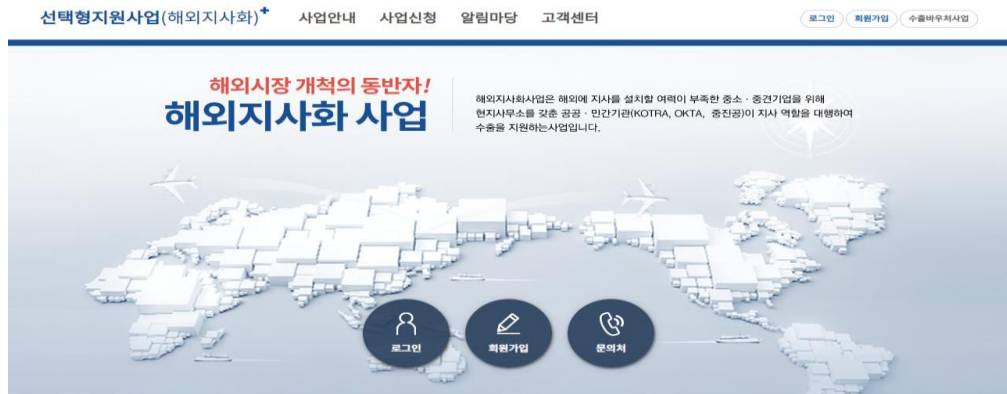 선택형지원사업(해외지사화)+ 사업안내 사업신청 알림마당 고객센터 로그인 회원가입 수출바우처사업
해외시장 개척의 동반자!
해외지사화 사업
해외지사화사업은 해외에 지사를 설치할 여력이 부족한 중소 · 중견기업을 위해
현지사무소를 갖춘 공공 · 민간기관(KOTRA, OKTA, 중진공)이 지사 역할을 대행하여
수출을 지원하는사업입니다.
로그인 회원가입 문의처